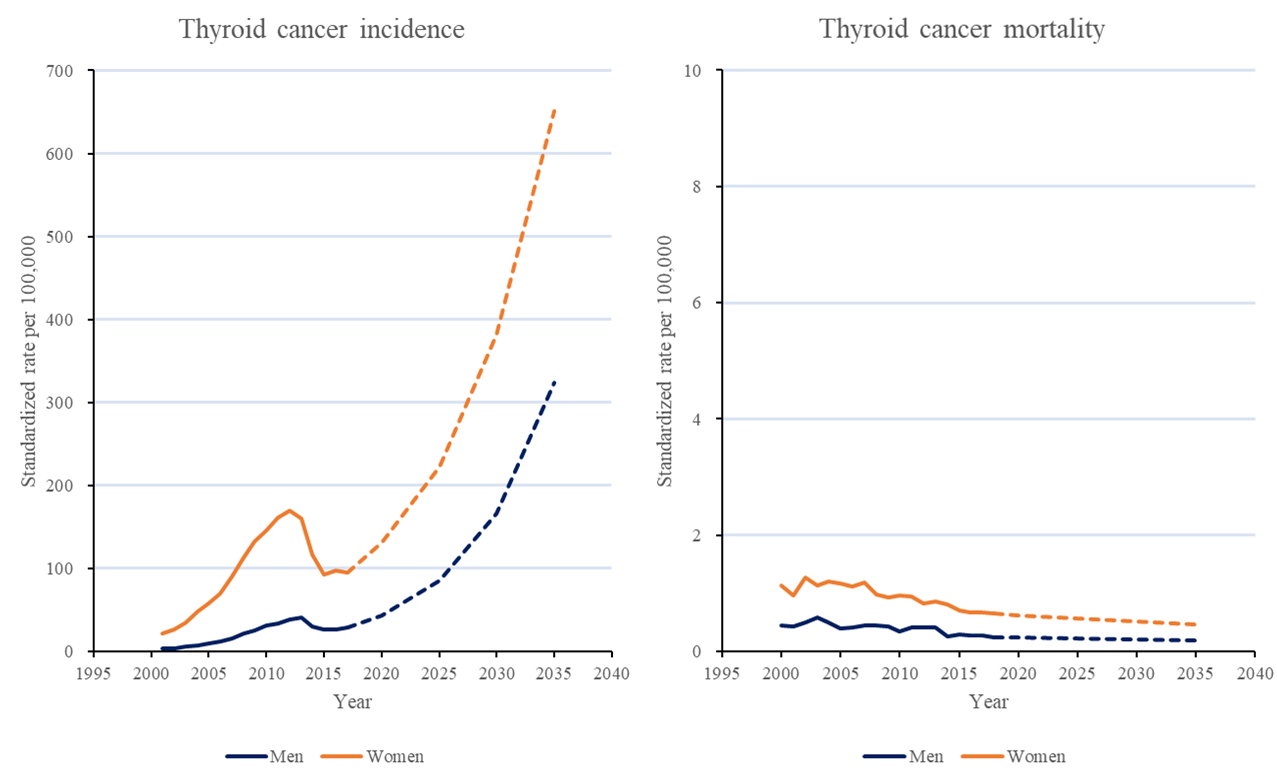 Thyroid cancer incidence
700
600
500
400
300
200
100
0
Standardized rate per 100,000
1995 2000 2005 2010 2015 2020 2025 2030 2035 2040
Year
Men Women
Thyroid cancer mortality
10
8
6
4
2
0
Standardized rate per 100,000
1995 2000 2005 2010 2015 2020 2025 2030 2035 2040
Year
Men Women